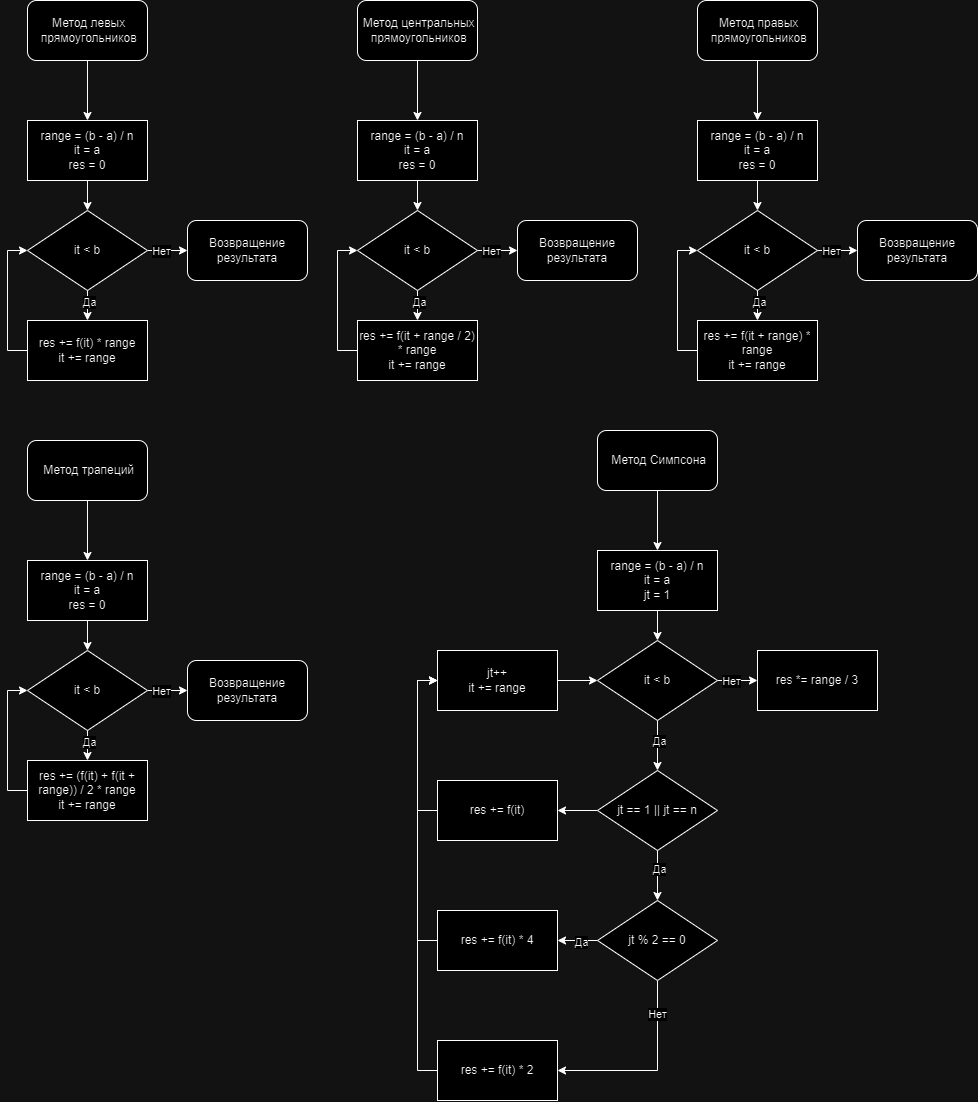 Метод левых
прямоугольников
range = (b - a) / n
it = a
res = 0
it < b
Нет
Возвращение
результата
Да
res += f(it) * range
it += range
Метод центральных
прямоугольников
range = (b - a) / n
it = a
res = 0
it < b
Нет
Возвращение
результата
Да
res += f(it + range / 2)
* range
it += range
Метод правых
прямоугольников
range = (b - a) / n
it = a
res = 0
it < b
Нет
Возвращение
результата
Да
res += f(it + range) *
range
it += range
Метод трапеций
range = (b - a) / n
it = a
res = 0
it < b
Нет
Возвращение
результата
Да
res += (f(it) + f(it +
range)) / 2 * range
it += range
Метод Симпсона
range = (b - a) / n
it = a
jt = 1
jt++
it += range
it < b
Нет
res *= range / 3
Да
res += f(it)
jt == 1 || jt == n
Да
res += f(it) * 4
Да
jt % 2 == 0
Нет
res += f(it) * 2